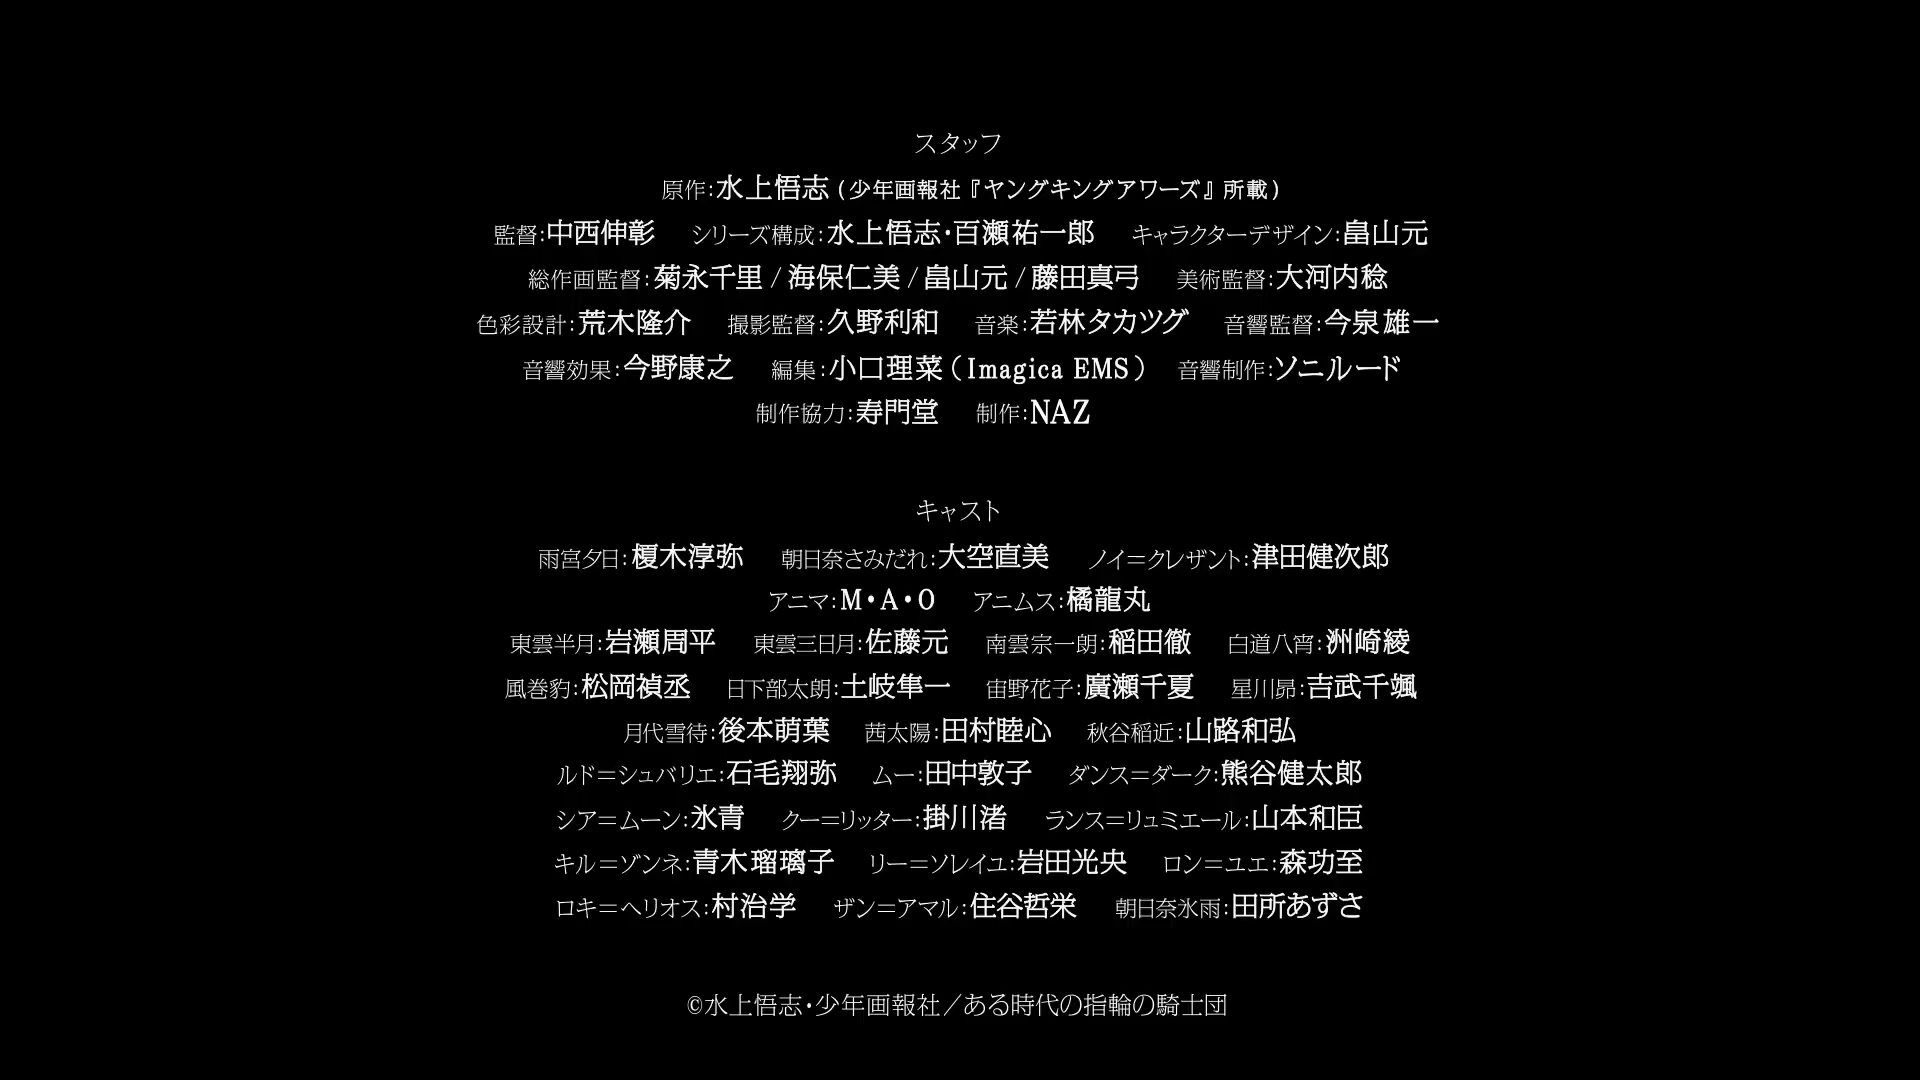 スタッフ
原作：水上悟志（少年画報社『ヤングキングアワーズ』所載）
監督：中西伸彰　シリーズ構成：水上悟志・百瀬祐一郎　キャラクターデザイン：畠山元
総作画監督：菊永千里 / 海保仁美 / 畠山元 / 藤田真弓　美術監督：大河内稔
色彩設計：荒木隆介　撮影監督：久野利和　音楽：若林タカツグ　音響監督：今泉雄一
音響効果：今野康之　編集：小口理菜（Imagica EMS）　音響制作：ソニルード
制作協力：寿門堂　制作：NAZ
キャスト
雨宮夕日：榎木淳弥　朝日奈さみだれ：大空直美　ノイ＝クレザント：津田健次郎
アニマ：M・A・O　アニムス：橘龍丸
東雲半月：岩瀬周平　東雲三日月：佐藤元　南雲宗一朗：稲田徹　白道八宵：洲崎綾
風巻豹：松岡禎丞　日下部太朗：土岐隼一　宙野花子：廣瀬千夏　星川昴：吉武千颯
月代雪待：後本萌葉　茜太陽：田村睦心　秋谷稲近：山路和弘
ルド＝シュバリエ：石毛翔弥　ムー：田中敦子　ダンス＝ダーク：熊谷健太郎
シア＝ムーン：氷青　クー＝リッター：掛川渚　ランス＝リュミエール：山本和臣
キル＝ゾンネ：青木瑠璃子　リー＝ソレイユ：岩田光央　ロン＝ユエ：森功至
ロキ＝ヘリオス：村治学　ザン＝アマル：住谷哲栄　朝日奈氷雨：田所あずさ
©水上悟志・少年画報社／ある時代の指輪の騎士団